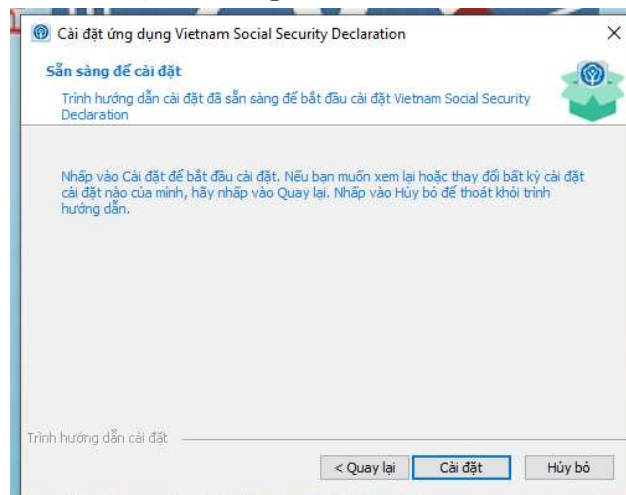 Cài đặt ứng dụng Vietnam Social Security Declaration
Sẵn sàng để cài đặt
Trình hướng dẫn cài đặt đã sẵn sàng để bắt đầu cài đặt Vietnam Social Security
Declaration
Nhấp vào Cài đặt để bắt đầu cài đặt. Nếu bạn muốn xem lại hoặc thay đổi bất kỳ cài đặt
cài đặt nào của mình, hãy nhấp vào Quay lại. Nhấp vào Hủy bỏ để thoát khỏi trình
hướng dẫn.
Trình hướng dẫn cài đặt
< Quay lại Cài đặt Hủy bỏ